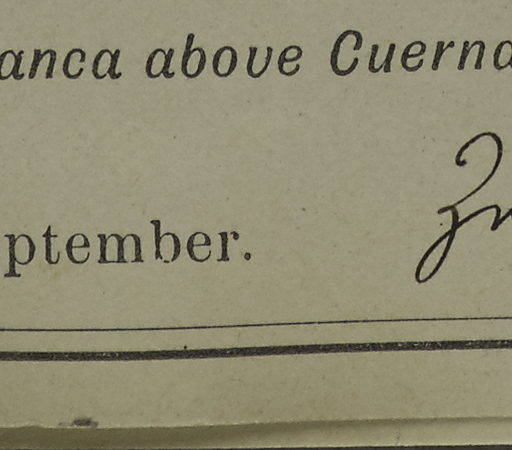 anca above Cuerna
ptember.